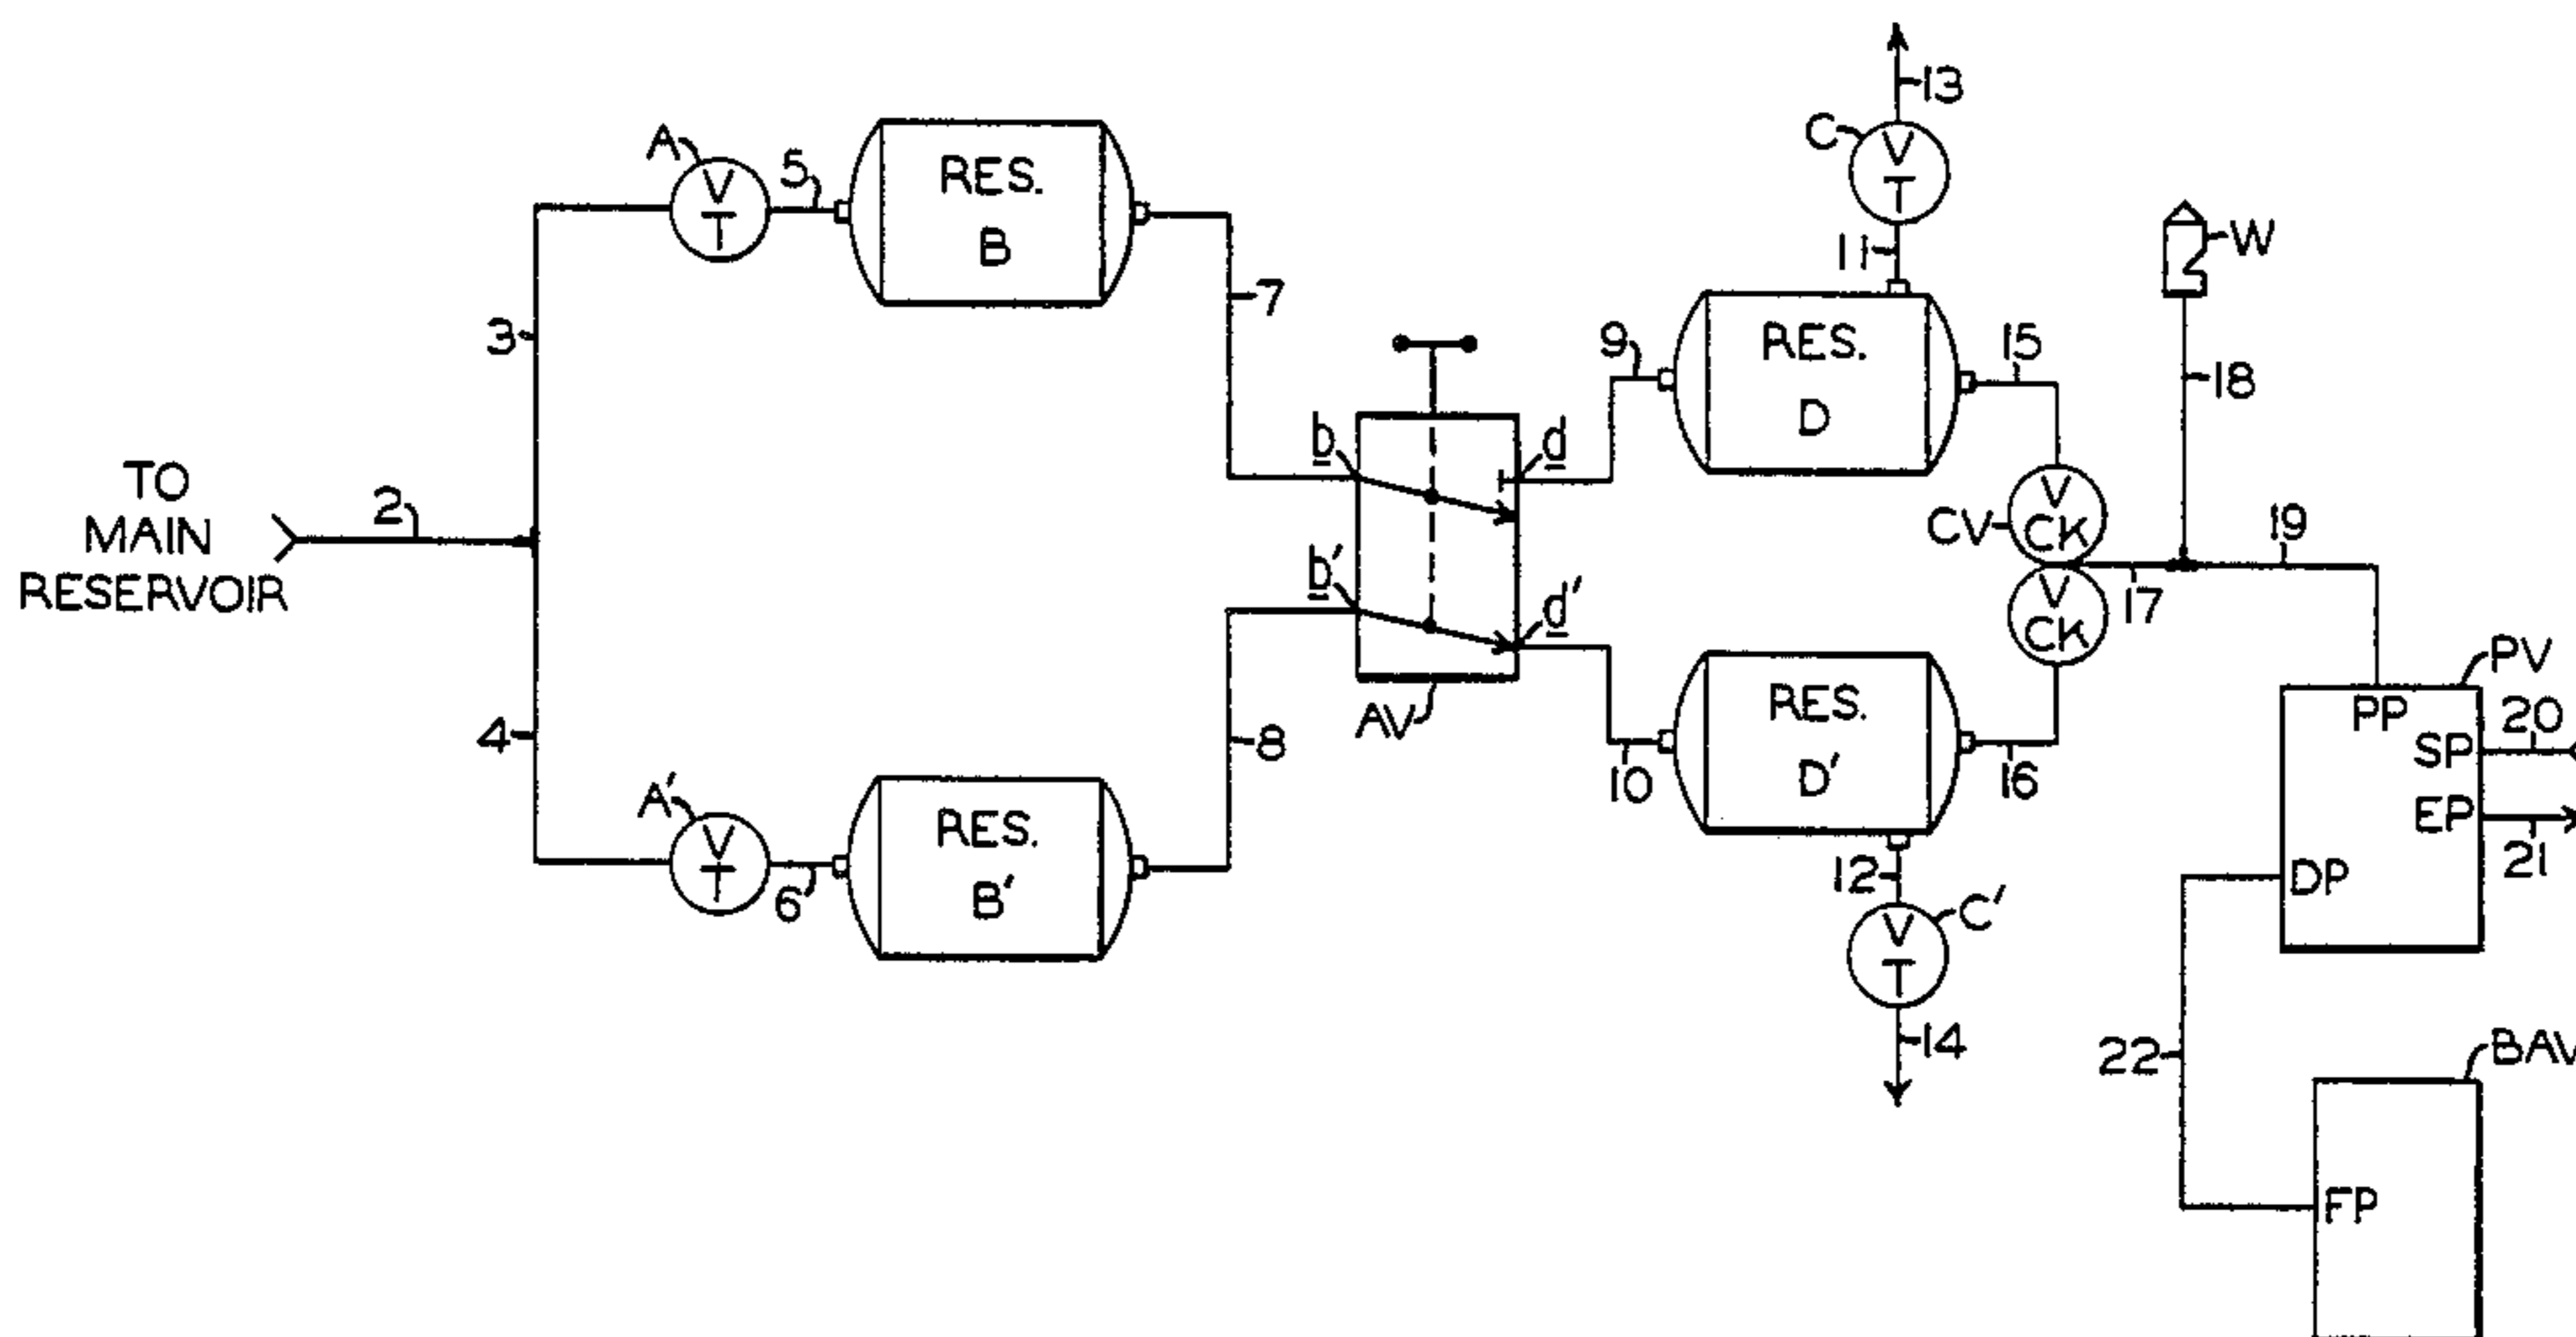 TO
MAIN
RESERVOIR
2
3
4
A
V
T
5
RES.
B
7
A'
V
T
6
RES.
B'
8
b
d
b'
d'
AV
9
10
13
C
V
T
11
RES.
D
15
RES.
D'
16
12
C'
V
T
14
CV
V
CK
V
CK
17
W
18
19
PV
PP
SP
20
EP
21
DP
22
BAV
FP